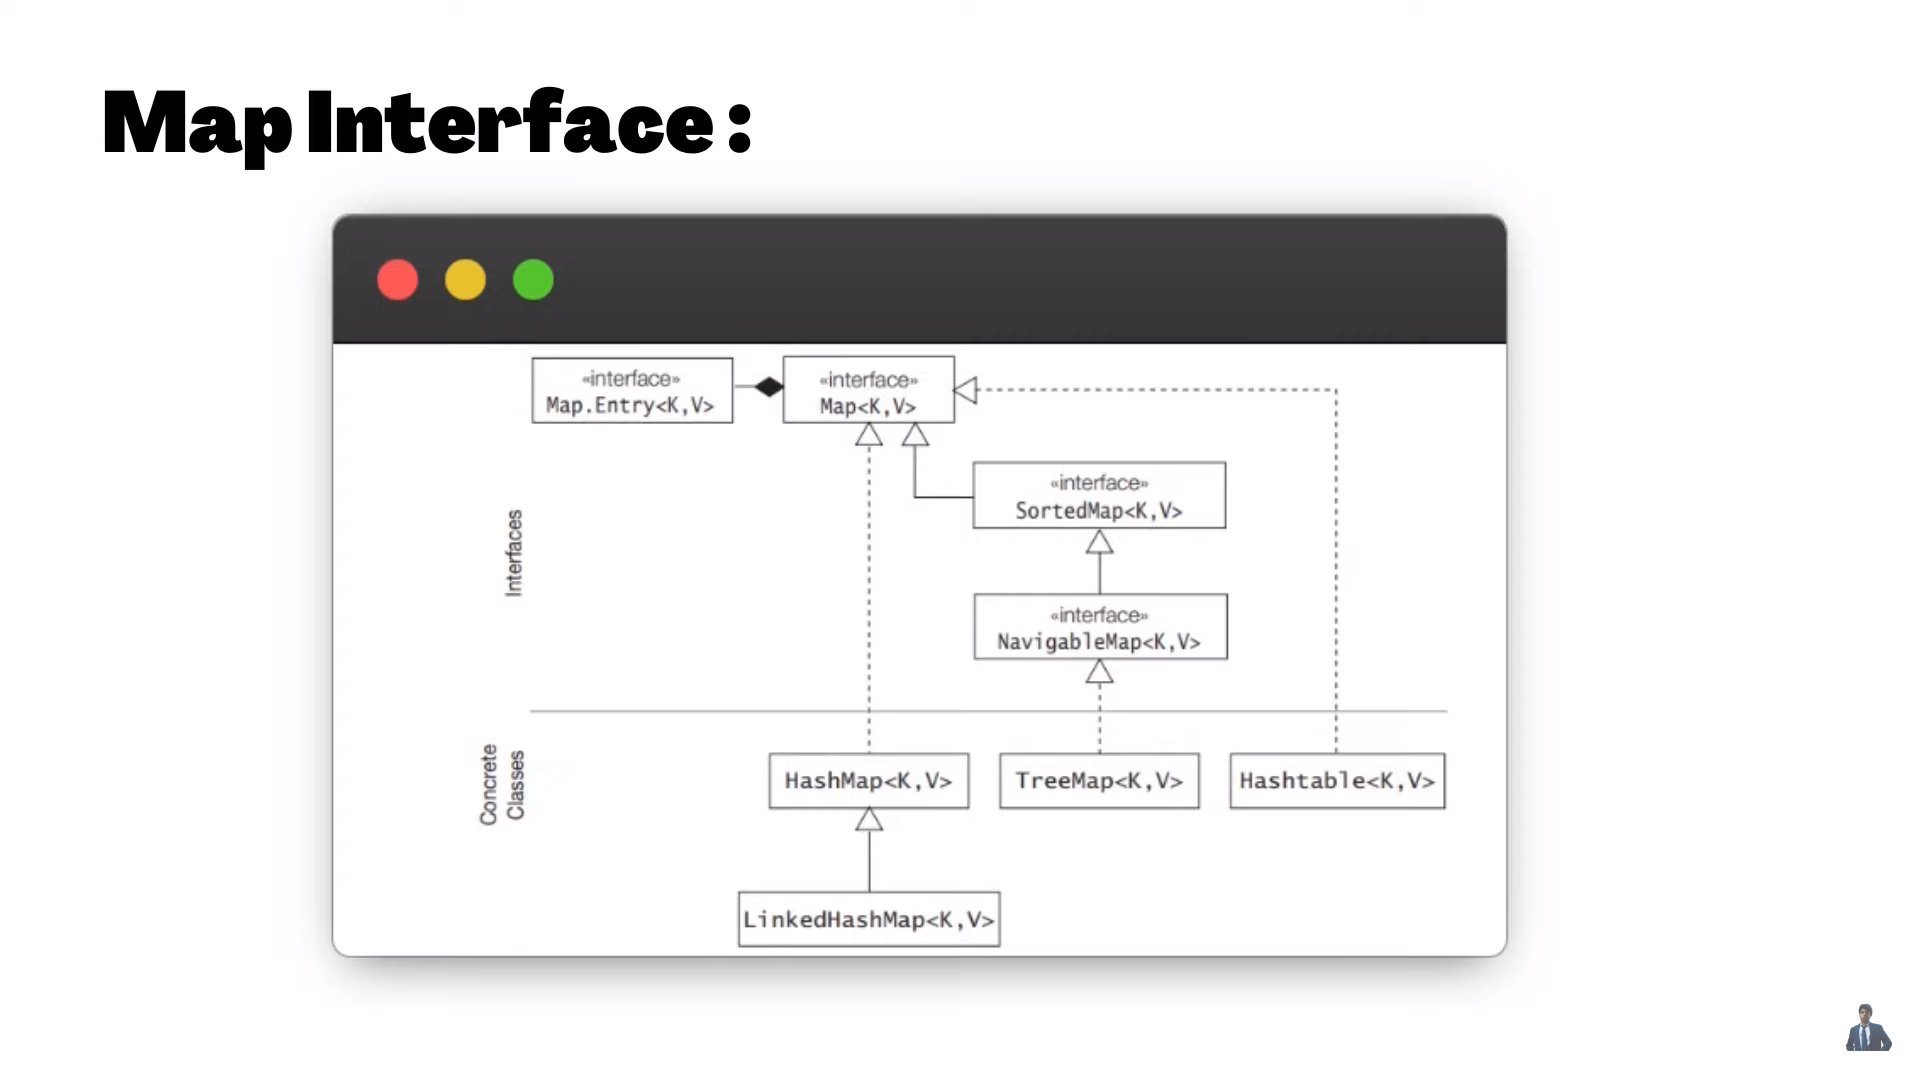 Map Interface :
«interface»
Map.Entry<K,V>
«interface»
Map<K,V>
«interface»
SortedMap<K,V>
Interfaces
«interface»
NavigableMap<K,V>
Concrete
Classes
HashMap<K,V>
TreeMap<K,V>
Hashtable<K,V>
LinkedHashMap<K,V>